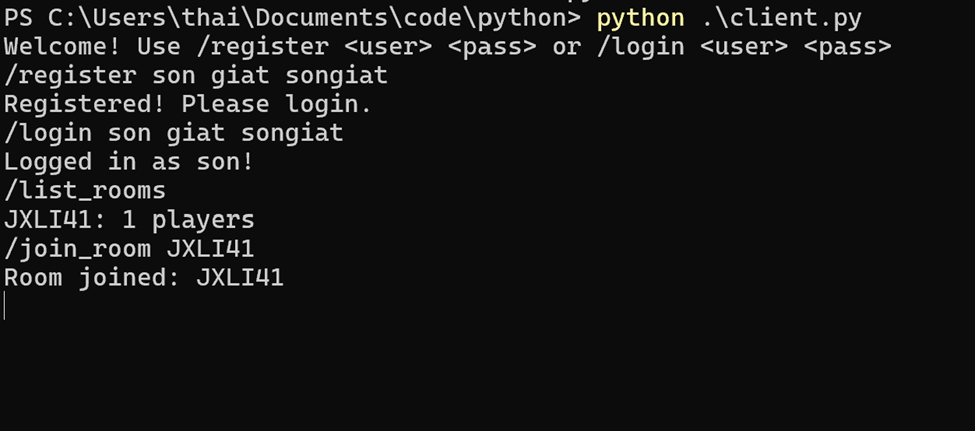 PS C:\Users\thai\Documents\code\python> python .\client.py
Welcome! Use /register <user> <pass> or /login <user> <pass>
/register son giat songiat
Registered! Please login.
/login son giat songiat
Logged in as son!
/list_rooms
JXLI41: 1 players
/join_room JXLI41
Room joined: JXLI41